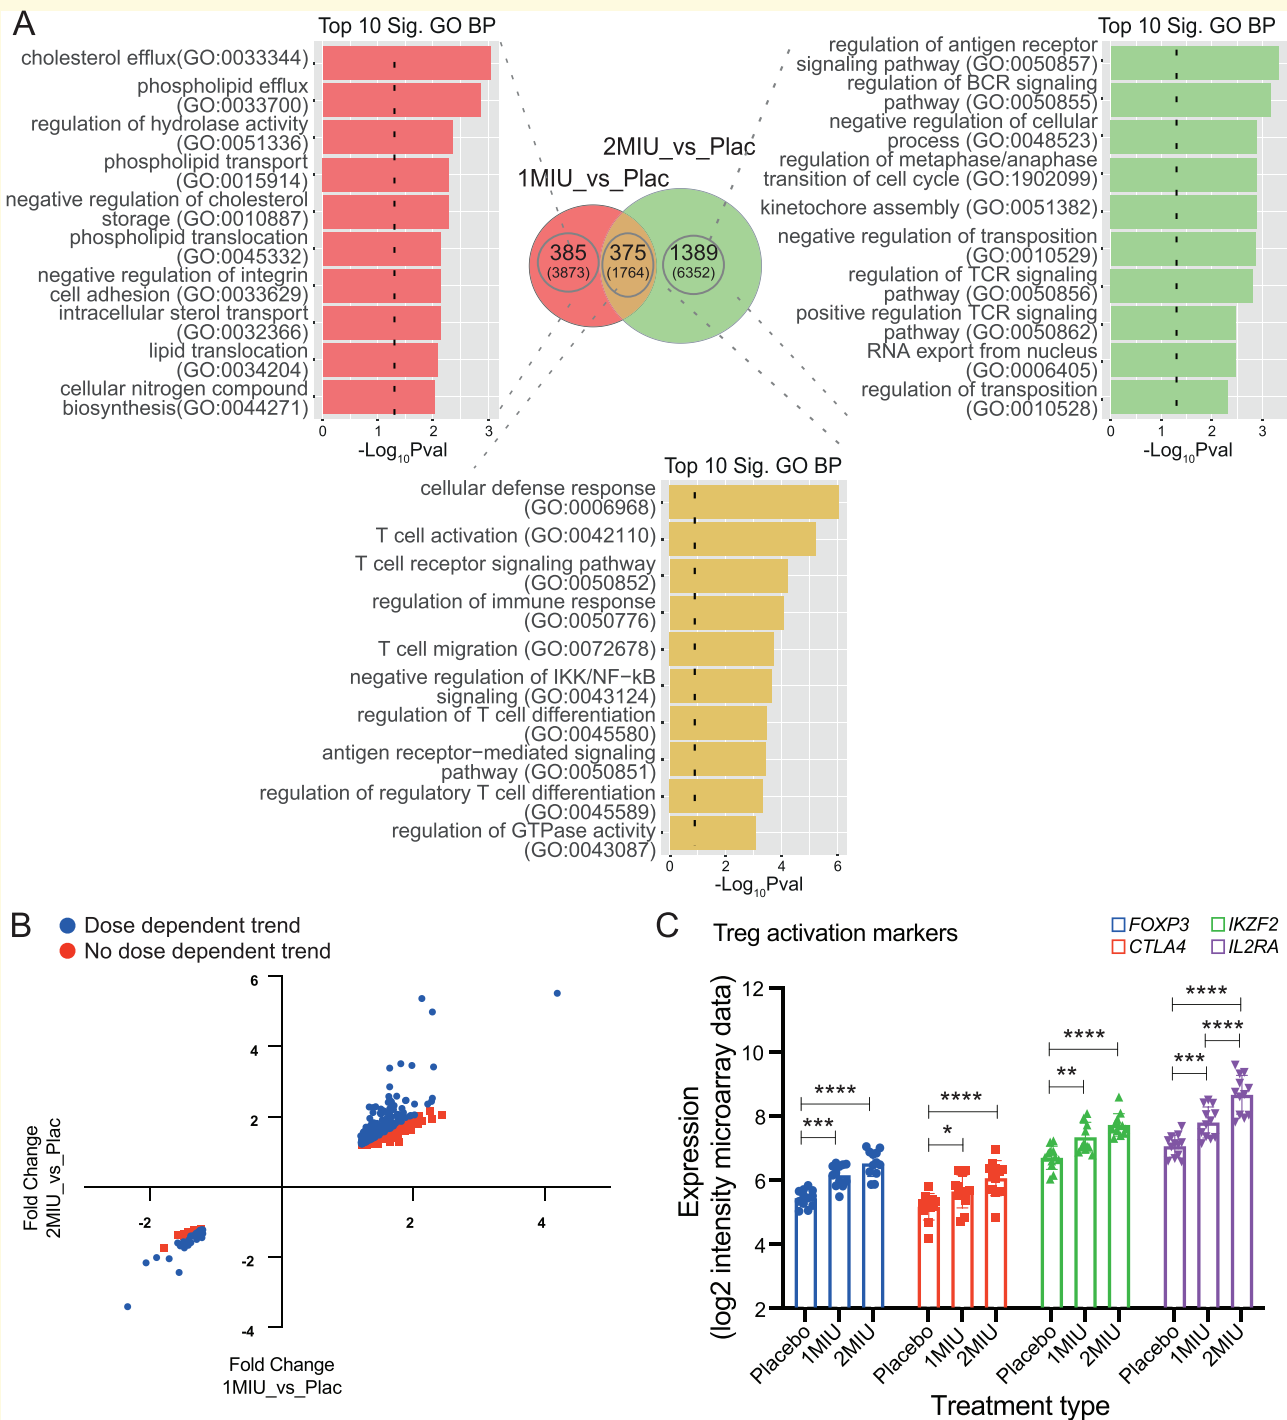 A
Top 10 Sig. GO BP
cholesterol efflux(GO:0033344)
phospholipid efflux
(GO:0033700)
regulation of hydrolase activity
(GO:0051336)
phospholipid transport
(GO:0015914)
negative regulation of cholesterol
storage (GO:0010887)
phospholipid translocation
(GO:0045332)
negative regulation of integrin
cell adhesion (GO:0033629)
intracellular sterol transport
(GO:0032366)
lipid translocation
(GO:0034204)
cellular nitrogen compound
biosynthesis(GO:0044271)
0 1 2 3
-Log10Pval
2MIU_vs_Plac
1MIU_vs_Plac
385 375 1389
(3873) (1764) (6352)
Top 10 Sig. GO BP
regulation of antigen receptor
signaling pathway (GO:0050857)
regulation of BCR signaling
pathway (GO:0050855)
negative regulation of cellular
process (GO:0048523)
regulation of metaphase/anaphase
transition of cell cycle (GO:1902099)
kinetochore assembly (GO:0051382)
negative regulation of transposition
(GO:0010529)
regulation of TCR signaling
pathway (GO:0050856)
positive regulation TCR signaling
pathway (GO:0050862)
RNA export from nucleus
(GO:0006405)
regulation of transposition
(GO:0010528)
0 1 2 3
-Log10Pval
Top 10 Sig. GO BP
cellular defense response
(GO:0006968)
T cell activation (GO:0042110)
T cell receptor signaling pathway
(GO:0050852)
regulation of immune response
(GO:0050776)
T cell migration (GO:0072678)
negative regulation of IKK/NF−kB
signaling (GO:0043124)
regulation of T cell differentiation
(GO:0045580)
antigen receptor−mediated signaling
pathway (GO:0050851)
regulation of regulatory T cell differentiation
(GO:0045589)
regulation of GTPase activity
(GO:0043087)
0 2 4 6
-Log10Pval
B
Dose dependent trend
No dose dependent trend
6
4
2
-2 2 4
-2
-4
Fold Change
2MIU_vs_Plac
Fold Change
1MIU_vs_Plac
C
Treg activation markers
FOXP3 IKZF2
CTLA4 IL2RA
Expression
(log2 intensity microarray data)
12
10
8
6
4
2
*** ****
* ****
** ****
*** **** ****
Placebo 1MIU 2MIU Placebo 1MIU 2MIU Placebo 1MIU 2MIU Placebo 1MIU 2MIU
Treatment type